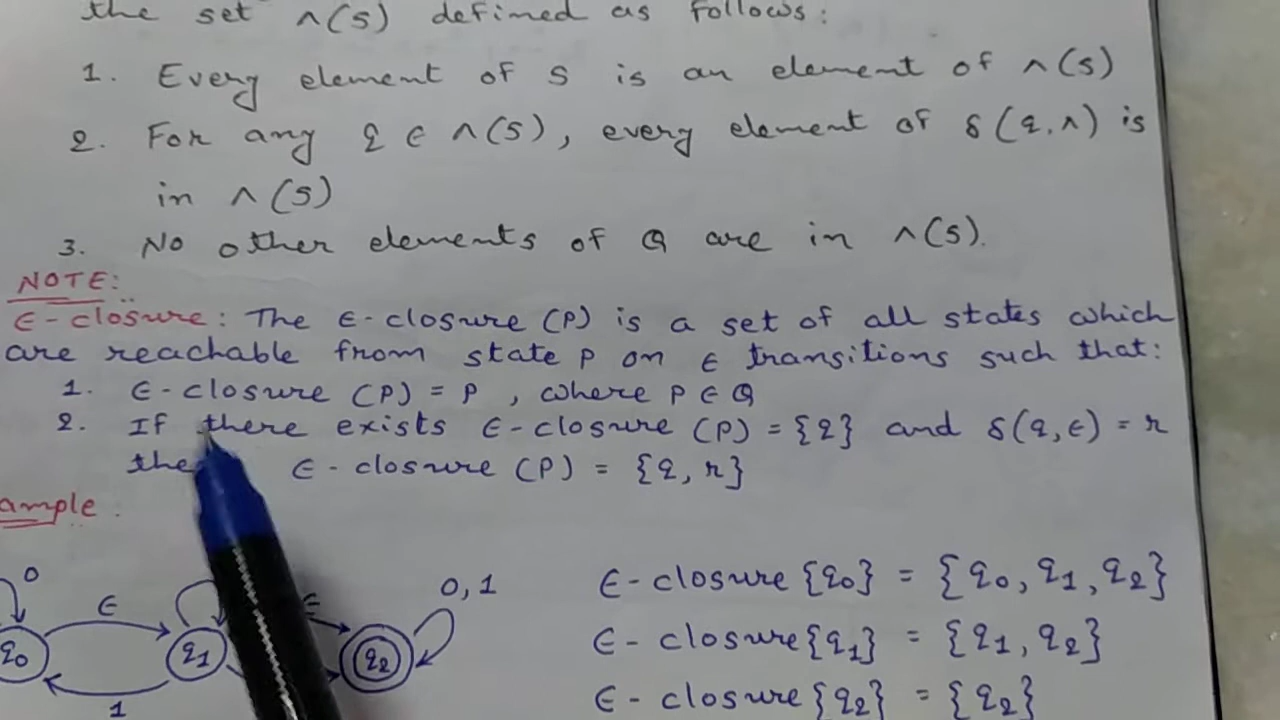 the set ∧(S) defined as follows:
1. Every element of S is an element of ∧(S)
2. For any q ∈ ∧(S), every element of δ(q,∧) is
in ∧(S)
3. No other elements of Q are in ∧(S).
NOTE:
ϵ-closure: The ϵ-closure (P) is a set of all states which
are reachable from state P on ϵ transitions such that:
1. ϵ-closure (P) = P , where P ∈ Q
2. If there exists ϵ-closure (P) = {q} and δ(q,ϵ) = r
the ϵ-closure (P) = {q, r}
ample.
0
ϵ
ϵ
0,1
q0
q1
q2
1
ϵ-closure {q0} = {q0, q1, q2}
ϵ-closure {q1} = {q1, q2}
ϵ-closure {q2} = {q2}